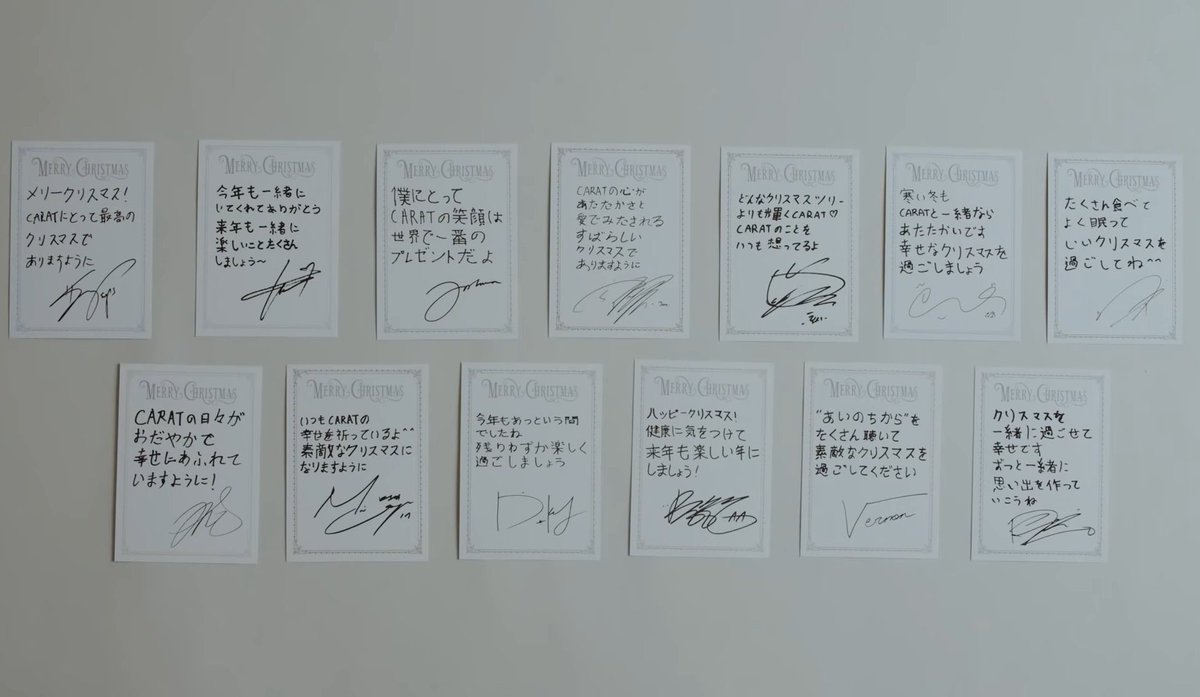 MERRY CHRISTMAS
メリークリスマス!
CARATにとって最高の
クリスマスで
ありますように
MERRY CHRISTMAS
今年も一緒に
いてくれてありがとう
来年も一緒に
楽しいことたくさん
しましょう〜
MERRY CHRISTMAS
僕にとって
CARATの笑顔は
世界で一番の
プレゼントだよ
Joshua
MERRY CHRISTMAS
CARATの心が
あたたかさと
愛でみたされる
すばらしい
クリスマスで
ありますように
MERRY CHRISTMAS
どんなクリスマスツリー
よりも輝くCARAT♡
CARATのことを
いつも想ってるよ
MERRY CHRISTMAS
寒い冬も
CARATと一緒なら
あたたかいです
幸せなクリスマスを
過ごしましょう
MERRY CHRISTMAS
たくさん食べて
よく眠って
いいクリスマスを
過ごしてね^^
MERRY CHRISTMAS
CARATの日々が
おだやかで
幸せにあふれて
いますように!
MERRY CHRISTMAS
いつもCARATの
幸せを祈っているよ^^
素敵なクリスマスに
なりますように
MERRY CHRISTMAS
今年もあっという間
でしたね
残りわずか楽しく
過ごしましょう
MERRY CHRISTMAS
ハッピークリスマス!
健康に気をつけて
来年も楽しい年に
しましょう!
MERRY CHRISTMAS
"あいのちから"を
たくさん聴いて
素敵なクリスマスを
過ごしてください
Vernon
MERRY CHRISTMAS
クリスマスを
一緒に過ごせて
幸せです
ずっと一緒に
思い出を作って
いこうね